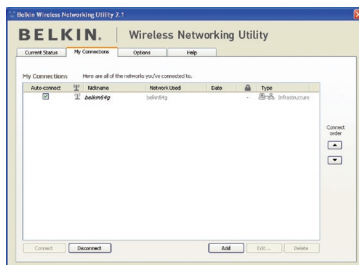 Belkin Wireless Networking Utility 2.1
BELKIN. Wireless Networking Utility
Current Status My Connections Options Help
My Connections Here are all of the networks you've connected to.
Auto-connect Nickname Network Used Date Type
belkin64g belkin64g - Infrastructure
Connect order
Connect Disconnect Add Edit... Delete